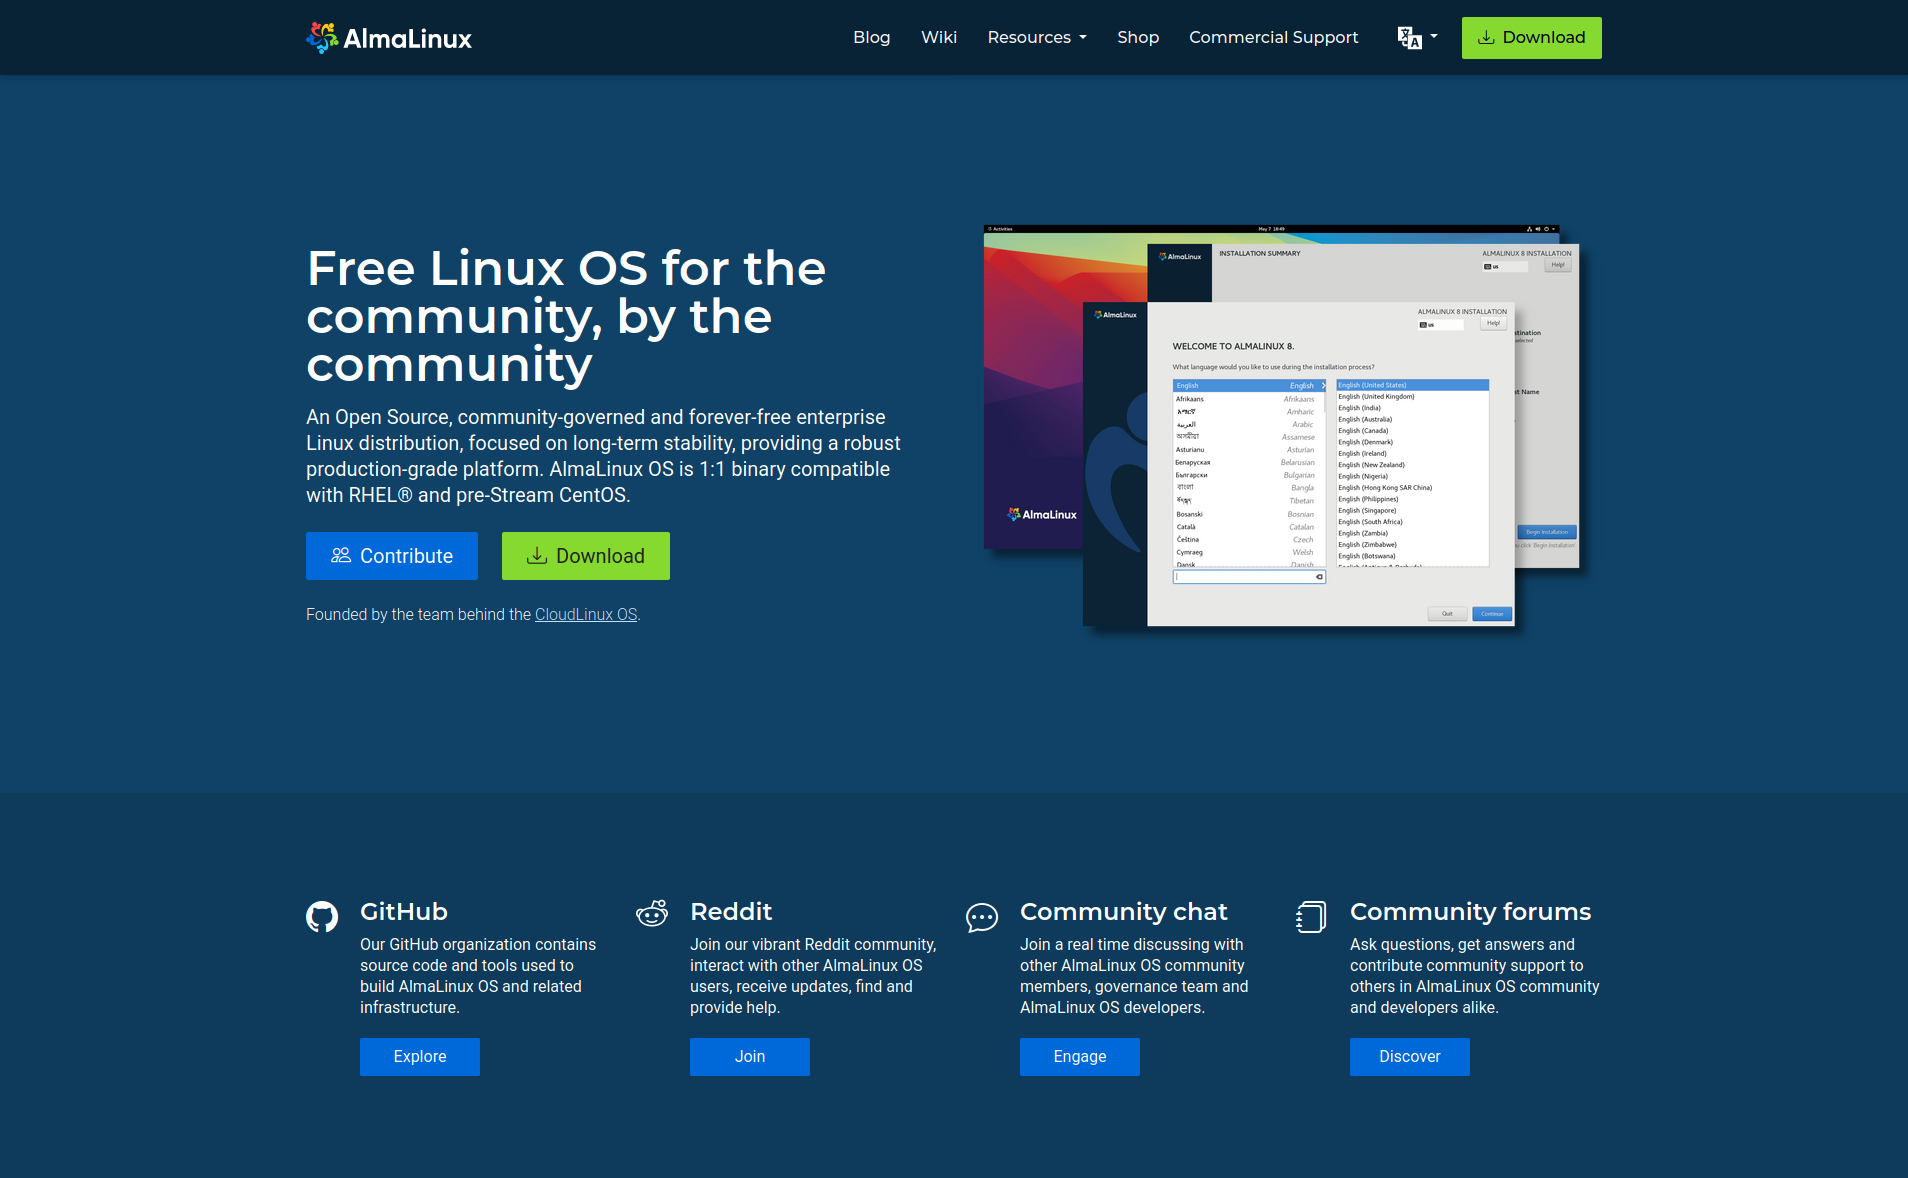 AlmaLinux
Blog
Wiki
Resources
Shop
Commercial Support
Download
Free Linux OS for the
community, by the
community
An Open Source, community-governed and forever-free enterprise
Linux distribution, focused on long-term stability, providing a robust
production-grade platform. AlmaLinux OS is 1:1 binary compatible
with RHEL® and pre-Stream CentOS.
Contribute
Download
Founded by the team behind the CloudLinux OS.
Activities
May 7 18:49
AlmaLinux
AlmaLinux
INSTALLATION SUMMARY
ALMALINUX 8 INSTALLATION
us
Help!
stination
selected
st Name
Begin Installation
AlmaLinux
ALMALINUX 8 INSTALLATION
us
Help!
WELCOME TO ALMALINUX 8.
What language would you like to use during the installation process?
English English
Afrikaans Afrikaans
አማርኛ Amharic
العربية Arabic
অসমীয়া Assamese
Asturianu Asturian
Беларуская Belarusian
Български Bulgarian
বাংলা Bangla
Tibetan
Bosanski Bosnian
Català Catalan
Čeština Czech
Cymraeg Welsh
Dansk Danish
English (United States)
English (United Kingdom)
English (India)
English (Australia)
English (Canada)
English (Denmark)
English (Ireland)
English (New Zealand)
English (Nigeria)
English (Hong Kong SAR China)
English (Philippines)
English (Singapore)
English (South Africa)
English (Zambia)
English (Zimbabwe)
English (Botswana)
Quit
Continue
GitHub
Our GitHub organization contains
source code and tools used to
build AlmaLinux OS and related
infrastructure.
Explore
Reddit
Join our vibrant Reddit community,
interact with other AlmaLinux OS
users, receive updates, find and
provide help.
Join
Community chat
Join a real time discussing with
other AlmaLinux OS community
members, governance team and
AlmaLinux OS developers.
Engage
Community forums
Ask questions, get answers and
contribute community support to
others in AlmaLinux OS community
and developers alike.
Discover